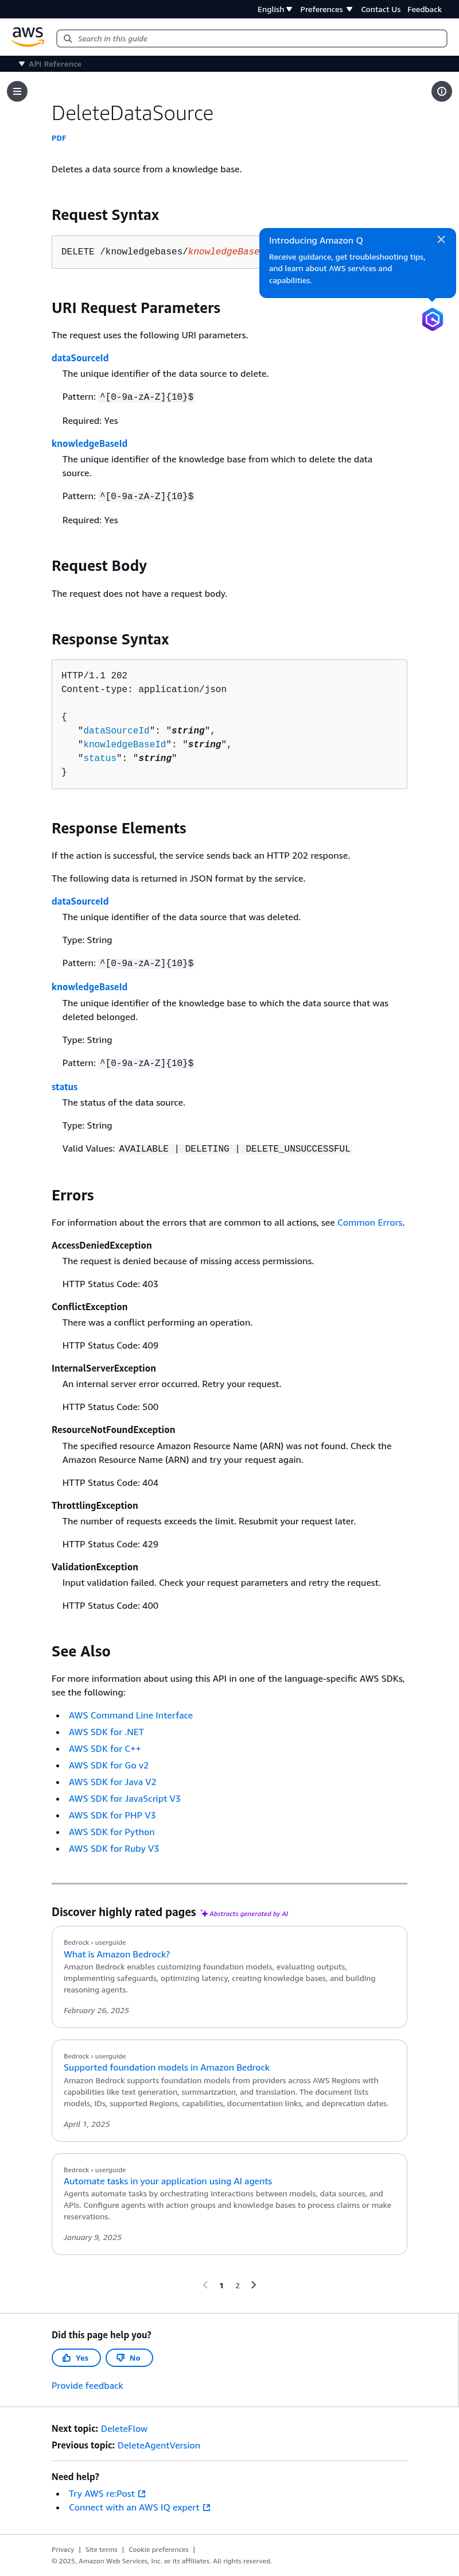 English Preferences Contact Us Feedback
aws Search in this guide
API Reference
DeleteDataSource
PDF
Deletes a data source from a knowledge base.
Request Syntax
DELETE /knowledgebases/knowledgeBase
Introducing Amazon Q
Receive guidance, get troubleshooting tips,
and learn about AWS services and
capabilities.
URI Request Parameters
The request uses the following URI parameters.
dataSourceId
The unique identifier of the data source to delete.
Pattern: ^[0-9a-zA-Z]{10}$
Required: Yes
knowledgeBaseId
The unique identifier of the knowledge base from which to delete the data
source.
Pattern: ^[0-9a-zA-Z]{10}$
Required: Yes
Request Body
The request does not have a request body.
Response Syntax
HTTP/1.1 202
Content-type: application/json
{
"dataSourceId": "string",
"knowledgeBaseId": "string",
"status": "string"
}
Response Elements
If the action is successful, the service sends back an HTTP 202 response.
The following data is returned in JSON format by the service.
dataSourceId
The unique identifier of the data source that was deleted.
Type: String
Pattern: ^[0-9a-zA-Z]{10}$
knowledgeBaseId
The unique identifier of the knowledge base to which the data source that was
deleted belonged.
Type: String
Pattern: ^[0-9a-zA-Z]{10}$
status
The status of the data source.
Type: String
Valid Values: AVAILABLE | DELETING | DELETE_UNSUCCESSFUL
Errors
For information about the errors that are common to all actions, see Common Errors.
AccessDeniedException
The request is denied because of missing access permissions.
HTTP Status Code: 403
ConflictException
There was a conflict performing an operation.
HTTP Status Code: 409
InternalServerException
An internal server error occurred. Retry your request.
HTTP Status Code: 500
ResourceNotFoundException
The specified resource Amazon Resource Name (ARN) was not found. Check the
Amazon Resource Name (ARN) and try your request again.
HTTP Status Code: 404
ThrottlingException
The number of requests exceeds the limit. Resubmit your request later.
HTTP Status Code: 429
ValidationException
Input validation failed. Check your request parameters and retry the request.
HTTP Status Code: 400
See Also
For more information about using this API in one of the language-specific AWS SDKs,
see the following:
• AWS Command Line Interface
• AWS SDK for .NET
• AWS SDK for C++
• AWS SDK for Go v2
• AWS SDK for Java V2
• AWS SDK for JavaScript V3
• AWS SDK for PHP V3
• AWS SDK for Python
• AWS SDK for Ruby V3
Discover highly rated pages Abstracts generated by AI
Bedrock › userguide
What is Amazon Bedrock?
Amazon Bedrock enables customizing foundation models, evaluating outputs,
implementing safeguards, optimizing latency, creating knowledge bases, and building
reasoning agents.
February 26, 2025
Bedrock › userguide
Supported foundation models in Amazon Bedrock
Amazon Bedrock supports foundation models from providers across AWS Regions with
capabilities like text generation, summarization, and translation. The document lists
models, IDs, supported Regions, capabilities, documentation links, and deprecation dates.
April 1, 2025
Bedrock › userguide
Automate tasks in your application using AI agents
Agents automate tasks by orchestrating interactions between models, data sources, and
APIs. Configure agents with action groups and knowledge bases to process claims or make
reservations.
January 9, 2025
1 2
Did this page help you?
Yes No
Provide feedback
Next topic: DeleteFlow
Previous topic: DeleteAgentVersion
Need help?
• Try AWS re:Post
• Connect with an AWS IQ expert
Privacy | Site terms | Cookie preferences |
© 2025, Amazon Web Services, Inc. or its affiliates. All rights reserved.